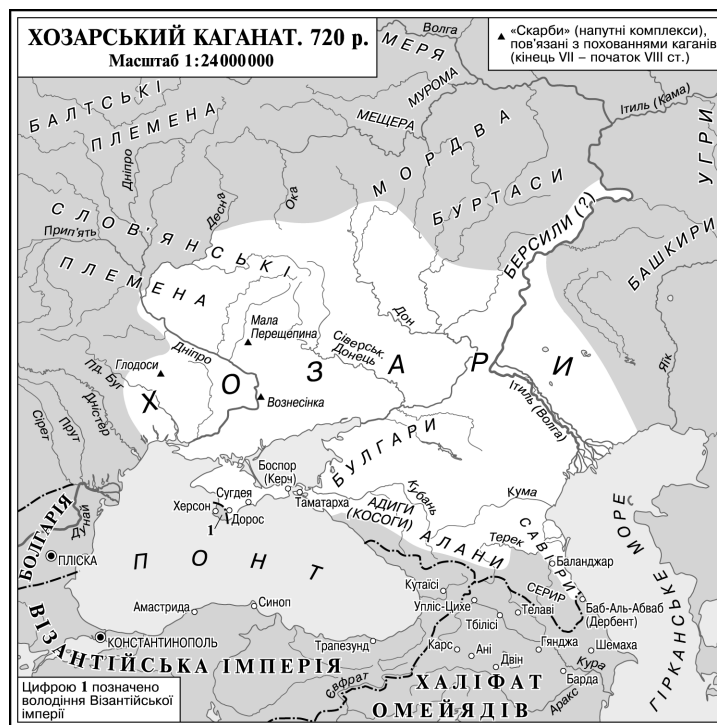 ХОЗАРСЬКИЙ КАГАНАТ. 720 р.
Масштаб 1:24000000
▲ «Скарби» (напутні комплекси),
пов'язані з похованнями каганів
(кінець VII – початок VIII ст.)
Волга
МЕРЯ
МУРОМА
МЕЩЕРА
Ітиль (Кама)
УГРИ
БАЛТСЬКІ
ПЛЕМЕНА
Дніпро
МОРДВА
БУРТАСИ
Десна
Ока
СЛОВ'ЯНСЬКІ
ПЛЕМЕНА
Прип'ять
БЕРСИЛИ (?)
БАШКИРИ
Яік
Дон
Мала
Перещепина
Сіверськ.
Донець
Глодоси
Дніпро
ХОЗАРИ
Вознесінка
Ітиль (Волга)
Пд. Буг
Дністер
Прут
Сірет
БУЛГАРИ
Боспор
(Керч)
Таматарха
Сугдея
Херсон
Дорос
1
Кубань
Кума
АДИГИ
(КОСОГИ)
АЛАНИ
Терек
САВІРИ
Баланджар
СЕРИР
Баб-Аль-Абваб
(Дербент)
ГІРКАНСЬКЕ МОРЕ
БОЛГАРІЯ
Дунай
ПЛІСКА
ПОНТ
Кутаїсі
Упліс-Цихе
Тбілісі
Телаві
Амастрида
Синоп
КОНСТАНТИНОПОЛЬ
Трапезунд
Карс
Ані
Двін
Гянджа
Шемаха
Кура
Барда
Аракс
Євфрат
ВІЗАНТІЙСЬКА ІМПЕРІЯ
ХАЛІФАТ
ОМЕЙЯДІВ
Цифрою 1 позначено
володіння Візантійської
імперії